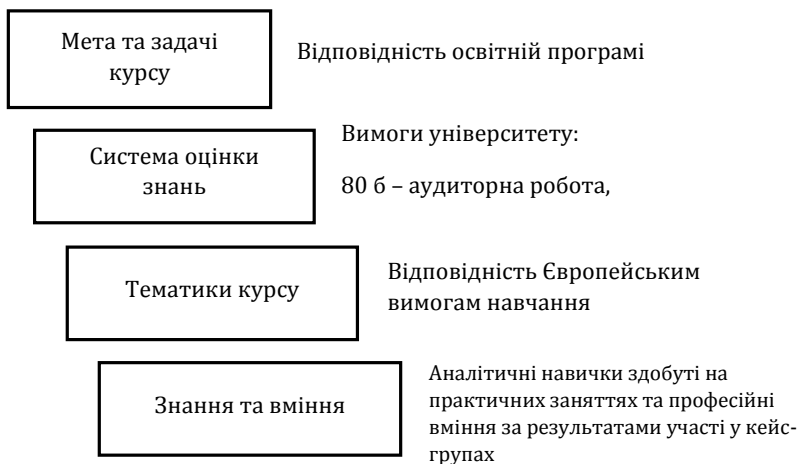 Мета та задачі
курсу
Відповідність освітній програмі
Система оцінки
знань
Вимоги університету:
80 б – аудиторна робота,
Тематики курсу
Відповідність Європейським
вимогам навчання
Знання та вміння
Аналітичні навички здобуті на
практичних заняттях та професійні
вміння за результатами участі у кейс-
групах